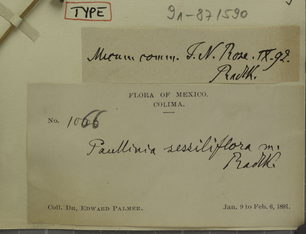 TYPE
9a-871590
Mecum comm. J. N. Rose. IX. 92.
Radlk.
FLORA OF MEXICO.
COLIMA.
No. 1066
Paullinia sessiliflora m.
Radlk.
Coll. Dr. Edward Palmer. Jan. 9 to Feb. 6, 1891.